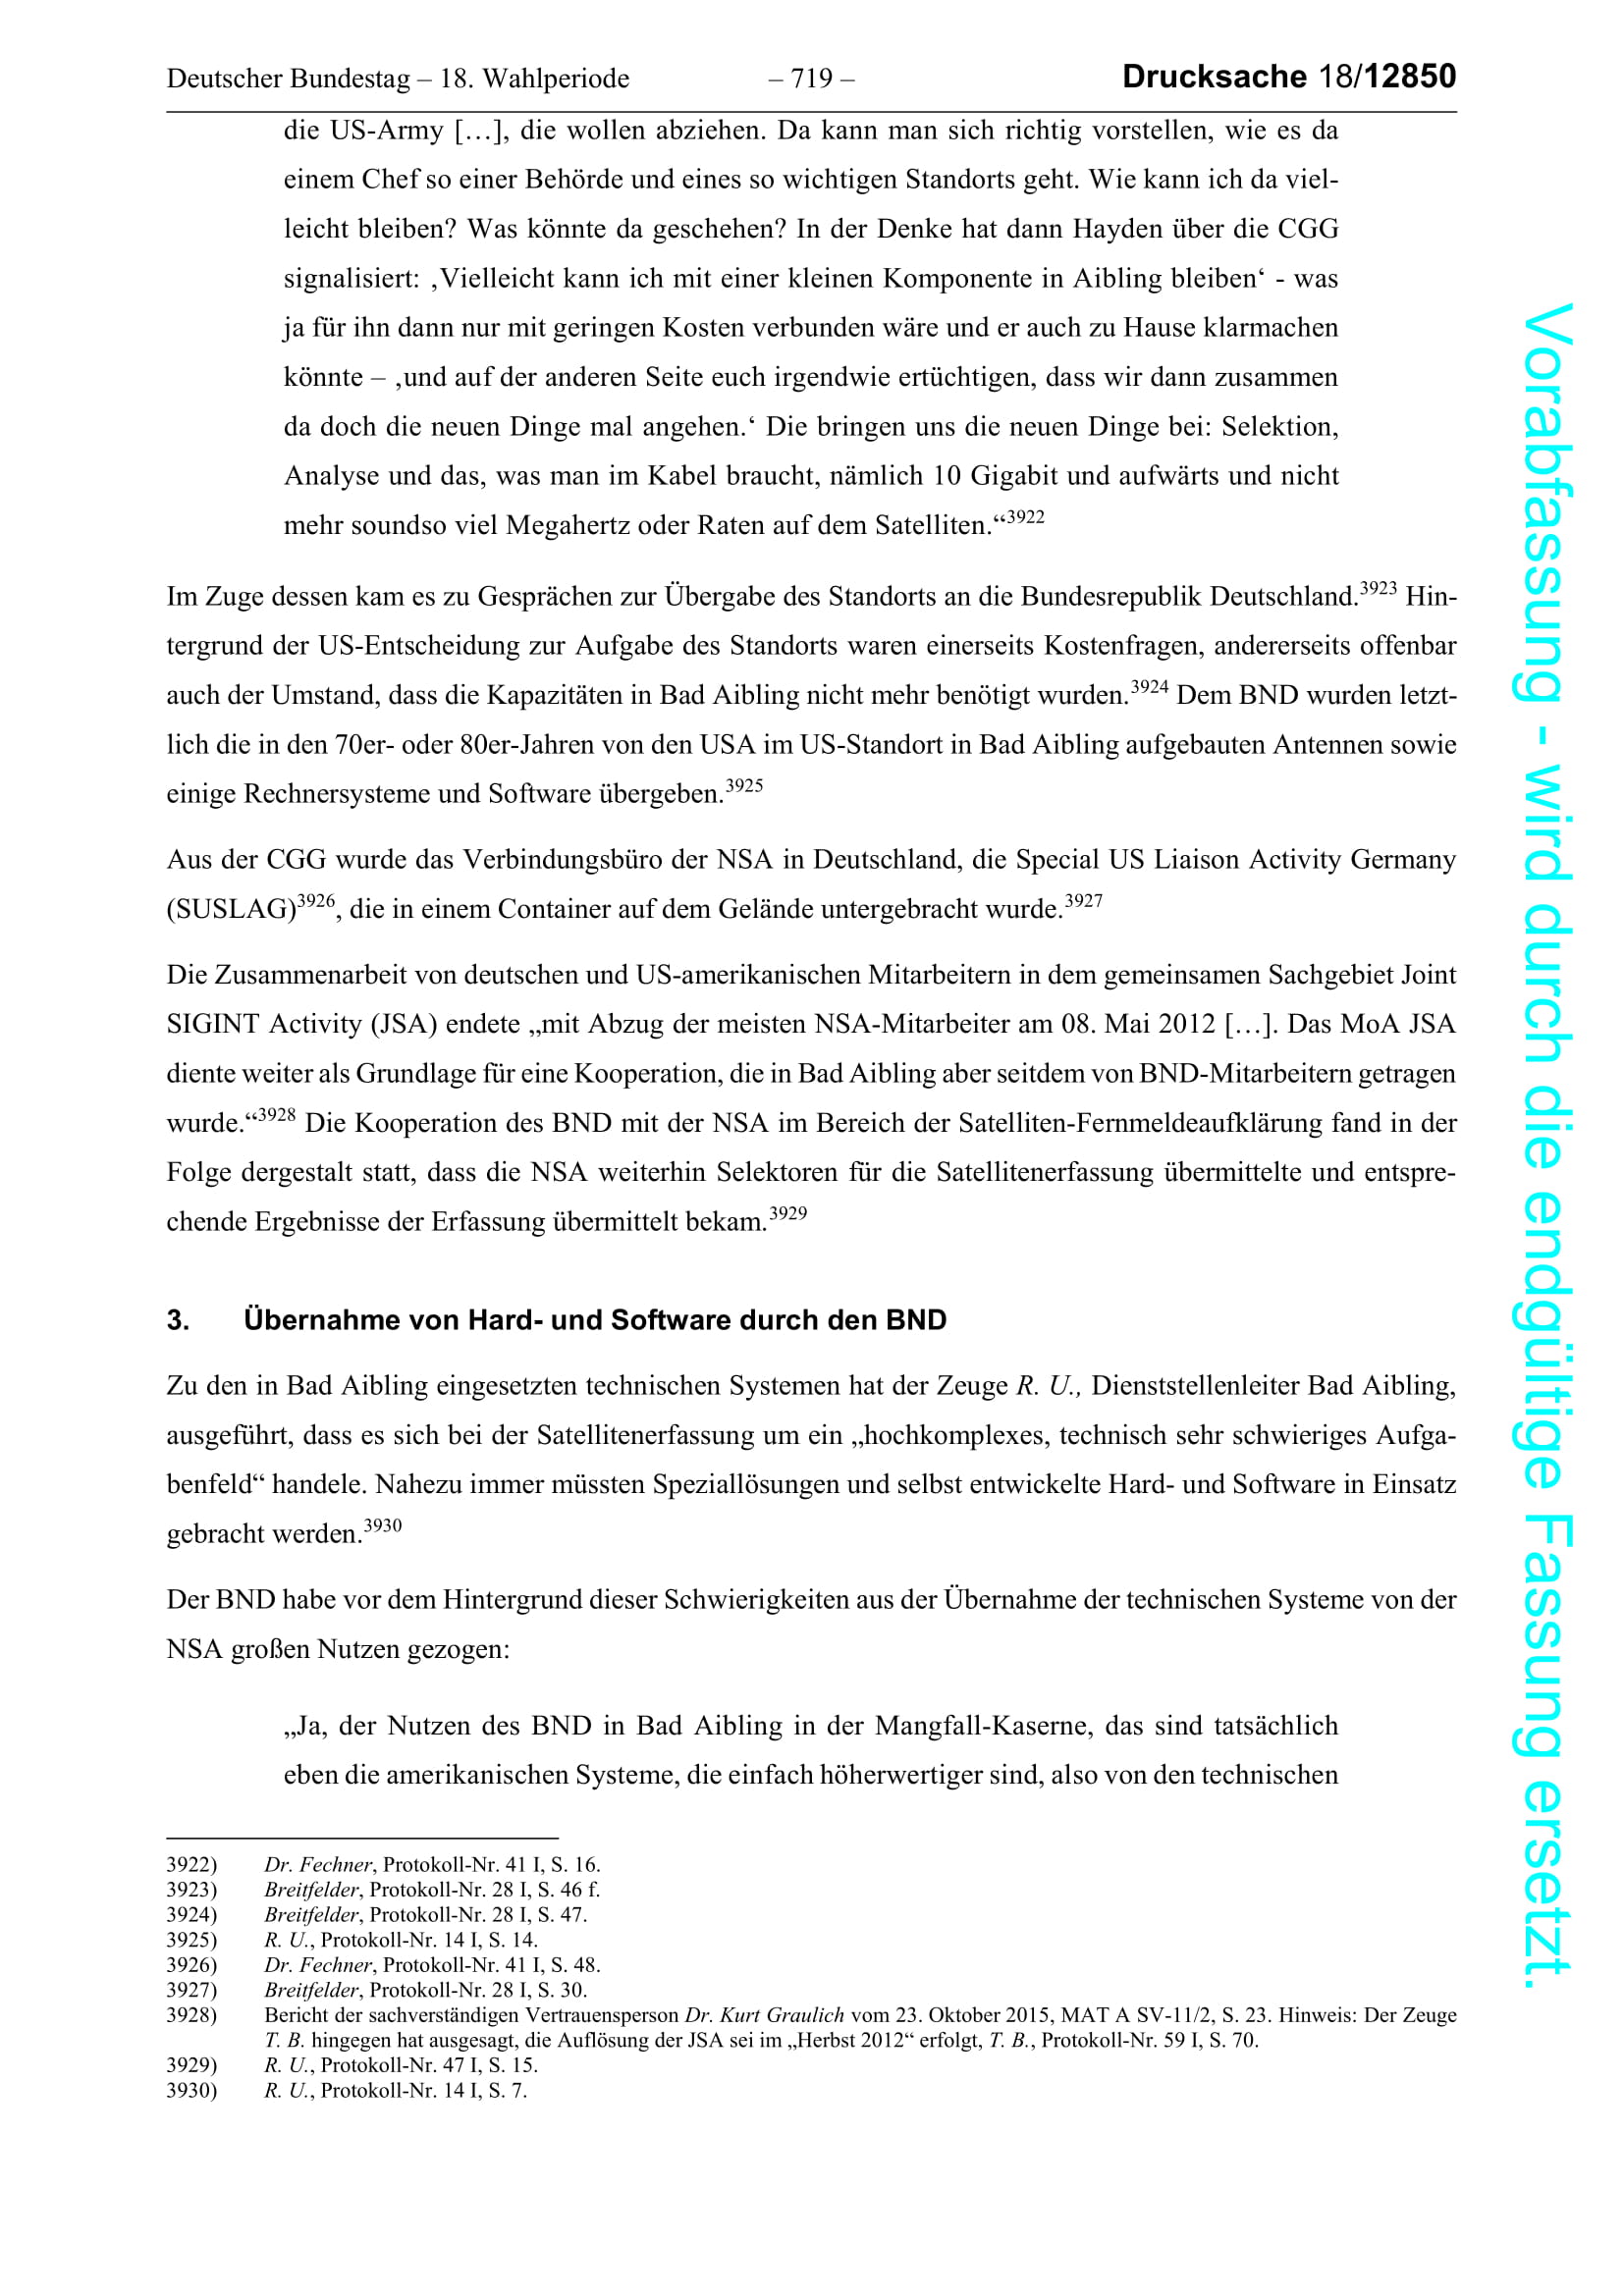 Deutscher Bundestag – 18. Wahlperiode – 719 – Drucksache 18/12850
die US-Army […], die wollen abziehen. Da kann man sich richtig vorstellen, wie es da
einem Chef so einer Behörde und eines so wichtigen Standorts geht. Wie kann ich da viel-
leicht bleiben? Was könnte da geschehen? In der Denke hat dann Hayden über die CGG
signalisiert: ‚Vielleicht kann ich mit einer kleinen Komponente in Aibling bleiben‘ - was
ja für ihn dann nur mit geringen Kosten verbunden wäre und er auch zu Hause klarmachen
könnte – ‚und auf der anderen Seite euch irgendwie ertüchtigen, dass wir dann zusammen
da doch die neuen Dinge mal angehen.‘ Die bringen uns die neuen Dinge bei: Selektion,
Analyse und das, was man im Kabel braucht, nämlich 10 Gigabit und aufwärts und nicht
mehr soundso viel Megahertz oder Raten auf dem Satelliten.“3922
Im Zuge dessen kam es zu Gesprächen zur Übergabe des Standorts an die Bundesrepublik Deutschland.3923 Hin-
tergrund der US-Entscheidung zur Aufgabe des Standorts waren einerseits Kostenfragen, andererseits offenbar
auch der Umstand, dass die Kapazitäten in Bad Aibling nicht mehr benötigt wurden.3924 Dem BND wurden letzt-
lich die in den 70er- oder 80er-Jahren von den USA im US-Standort in Bad Aibling aufgebauten Antennen sowie
einige Rechnersysteme und Software übergeben.3925
Aus der CGG wurde das Verbindungsbüro der NSA in Deutschland, die Special US Liaison Activity Germany
(SUSLAG)3926, die in einem Container auf dem Gelände untergebracht wurde.3927
Die Zusammenarbeit von deutschen und US-amerikanischen Mitarbeitern in dem gemeinsamen Sachgebiet Joint
SIGINT Activity (JSA) endete „mit Abzug der meisten NSA-Mitarbeiter am 08. Mai 2012 […]. Das MoA JSA
diente weiter als Grundlage für eine Kooperation, die in Bad Aibling aber seitdem von BND-Mitarbeitern getragen
wurde.“3928 Die Kooperation des BND mit der NSA im Bereich der Satelliten-Fernmeldeaufklärung fand in der
Folge dergestalt statt, dass die NSA weiterhin Selektoren für die Satellitenerfassung übermittelte und entspre-
chende Ergebnisse der Erfassung übermittelt bekam.3929
3. Übernahme von Hard- und Software durch den BND
Zu den in Bad Aibling eingesetzten technischen Systemen hat der Zeuge R. U., Dienststellenleiter Bad Aibling,
ausgeführt, dass es sich bei der Satellitenerfassung um ein „hochkomplexes, technisch sehr schwieriges Aufga-
benfeld“ handele. Nahezu immer müssten Speziallösungen und selbst entwickelte Hard- und Software in Einsatz
gebracht werden.3930
Der BND habe vor dem Hintergrund dieser Schwierigkeiten aus der Übernahme der technischen Systeme von der
NSA großen Nutzen gezogen:
„Ja, der Nutzen des BND in Bad Aibling in der Mangfall-Kaserne, das sind tatsächlich
eben die amerikanischen Systeme, die einfach höherwertiger sind, also von den technischen
3922) Dr. Fechner, Protokoll-Nr. 41 I, S. 16.
3923) Breitfelder, Protokoll-Nr. 28 I, S. 46 f.
3924) Breitfelder, Protokoll-Nr. 28 I, S. 47.
3925) R. U., Protokoll-Nr. 14 I, S. 14.
3926) Dr. Fechner, Protokoll-Nr. 41 I, S. 48.
3927) Breitfelder, Protokoll-Nr. 28 I, S. 30.
3928) Bericht der sachverständigen Vertrauensperson Dr. Kurt Graulich vom 23. Oktober 2015, MAT A SV-11/2, S. 23. Hinweis: Der Zeuge
T. B. hingegen hat ausgesagt, die Auflösung der JSA sei im „Herbst 2012“ erfolgt, T. B., Protokoll-Nr. 59 I, S. 70.
3929) R. U., Protokoll-Nr. 47 I, S. 15.
3930) R. U., Protokoll-Nr. 14 I, S. 7.
Vorabfassung - wird durch die endgültige Fassung ersetzt.